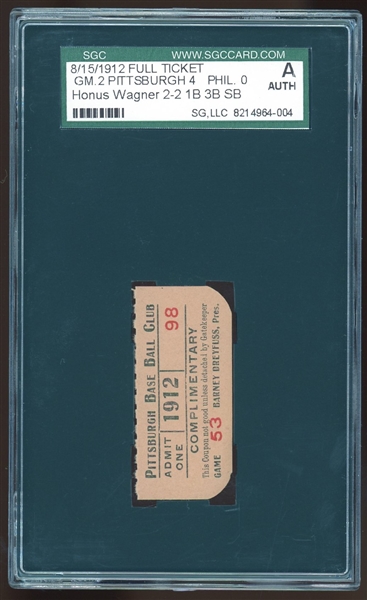 SGC WWW.SGCCARD.COM
8/15/1912 FULL TICKET
GM.2 PITTSBURGH 4 PHIL. 0
Honus Wagner 2-2 1B 3B SB
SG,LLC 8214964-004
A
AUTH
PITTSBURGH BASE BALL CLUB
ADMIT ONE 1912 98
COMPLIMENTARY
This Coupon not good unless detached by Gatekeeper
GAME 53 BARNEY DREYFUSS, Pres.